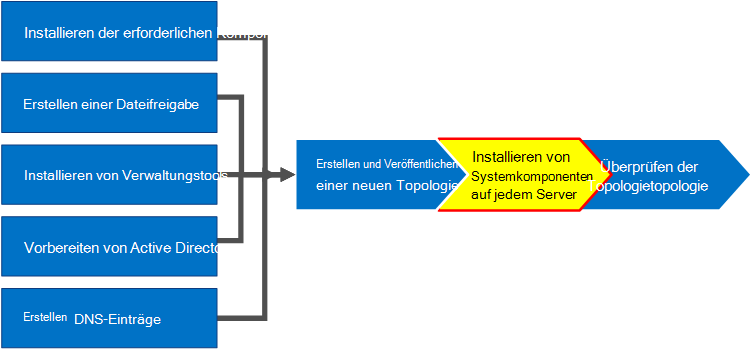 Installieren der erforderlichen
Erstellen einer Dateifreigabe
Installieren von Verwaltungstools
Vorbereiten von Active Directo
Erstellen DNS-Einträge
Erstellen und Veröffentlichen
einer neuen Topologie
Installieren von
Systemkomponenten
auf jedem Server
Überprüfen der
Topologietopologie